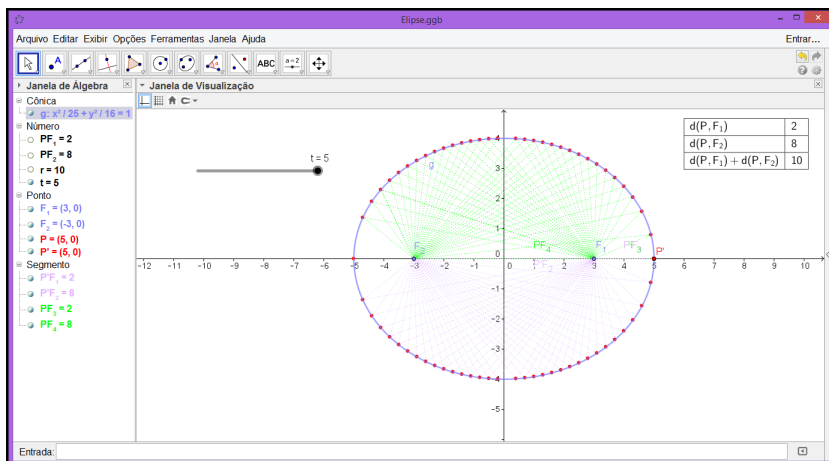 Elipse.ggb
Arquivo Editar Exibir Opções Ferramentas Janela Ajuda
Entrar...
ABC
a=2
Janela de Álgebra
Janela de Visualização
Cônica
g: x² / 25 + y² / 16 = 1
Número
PF₁ = 2
PF₂ = 8
r = 10
t = 5
Ponto
F₁ = (3, 0)
F₂ = (-3, 0)
P = (5, 0)
P' = (5, 0)
Segmento
P'F₁ = 2
P'F₂ = 8
PF₃ = 2
PF₄ = 8
t = 5
d(P, F₁) 2
d(P, F₂) 8
d(P, F₁) + d(P, F₂) 10
4
3
2
1
g
F₂
PF₄
F₁
PF₃
P'
-12 -11 -10 -9 -8 -7 -6 -5 -4 -3 -2 -1 0 1 2 3 4 5 6 7 8 9 10
-1
-2
-3
-4
-5
Entrada: